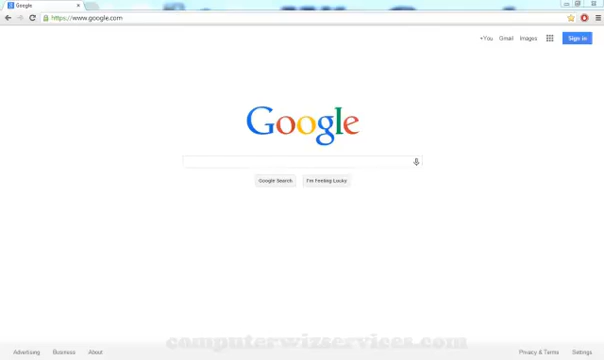 Google
https://www.google.com
+You Gmail Images Sign in
Google
Google Search I'm Feeling Lucky
computerwizservices.com
Advertising Business About Privacy & Terms Settings